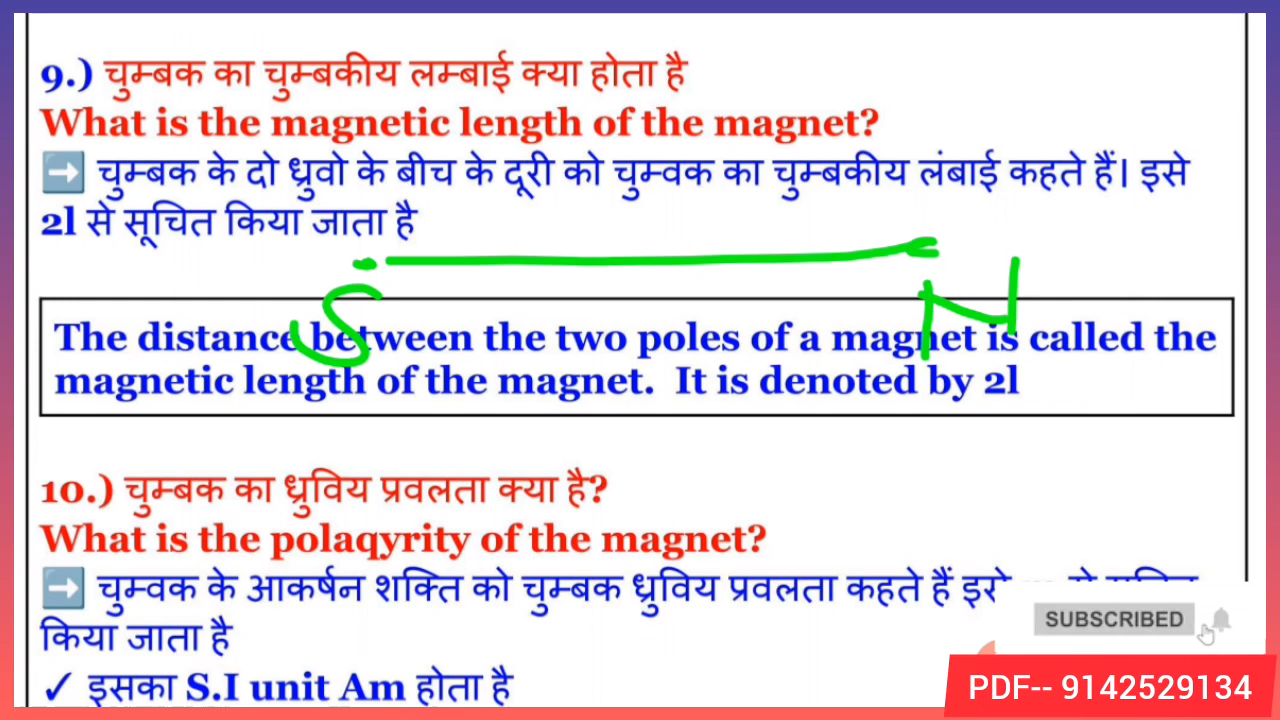 9.) चुम्बक का चुम्बकीय लम्बाई क्या होता है
What is the magnetic length of the magnet?
➡ चुम्बक के दो ध्रुवो के बीच के दूरी को चुम्वक का चुम्बकीय लंबाई कहते हैं। इसे
2l से सूचित किया जाता है
S N
The distance between the two poles of a magnet is called the
magnetic length of the magnet. It is denoted by 2l
10.) चुम्बक का ध्रुविय प्रवलता क्या है?
What is the polaqyrity of the magnet?
➡ चुम्वक के आकर्षन शक्ति को चुम्बक ध्रुविय प्रवलता कहते हैं
किया जाता है
✓ इसका S.I unit Am होता है
SUBSCRIBED
PDF-- 9142529134